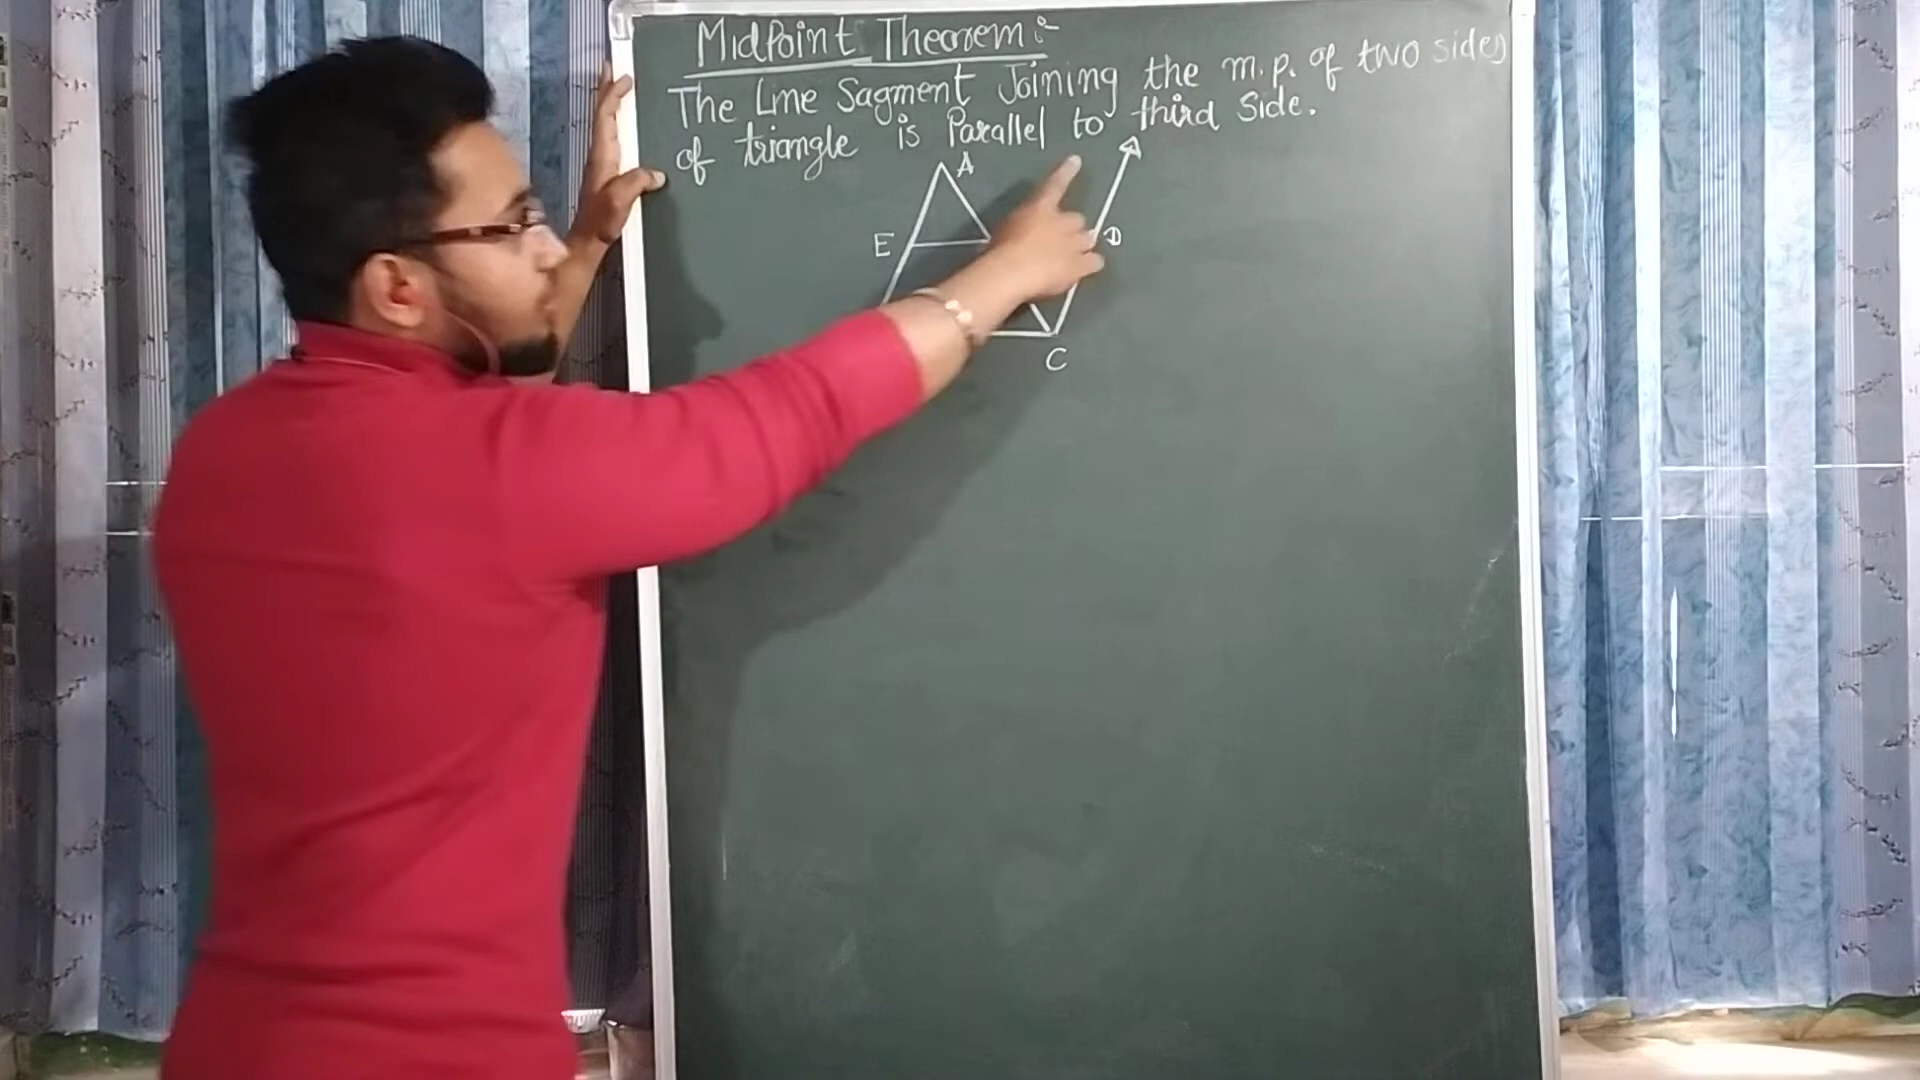 MidPoint Theorem:-
The Line Sagment Joining the m.p. of two sides
of triangle is Parallel to third Side.
A
E D
C